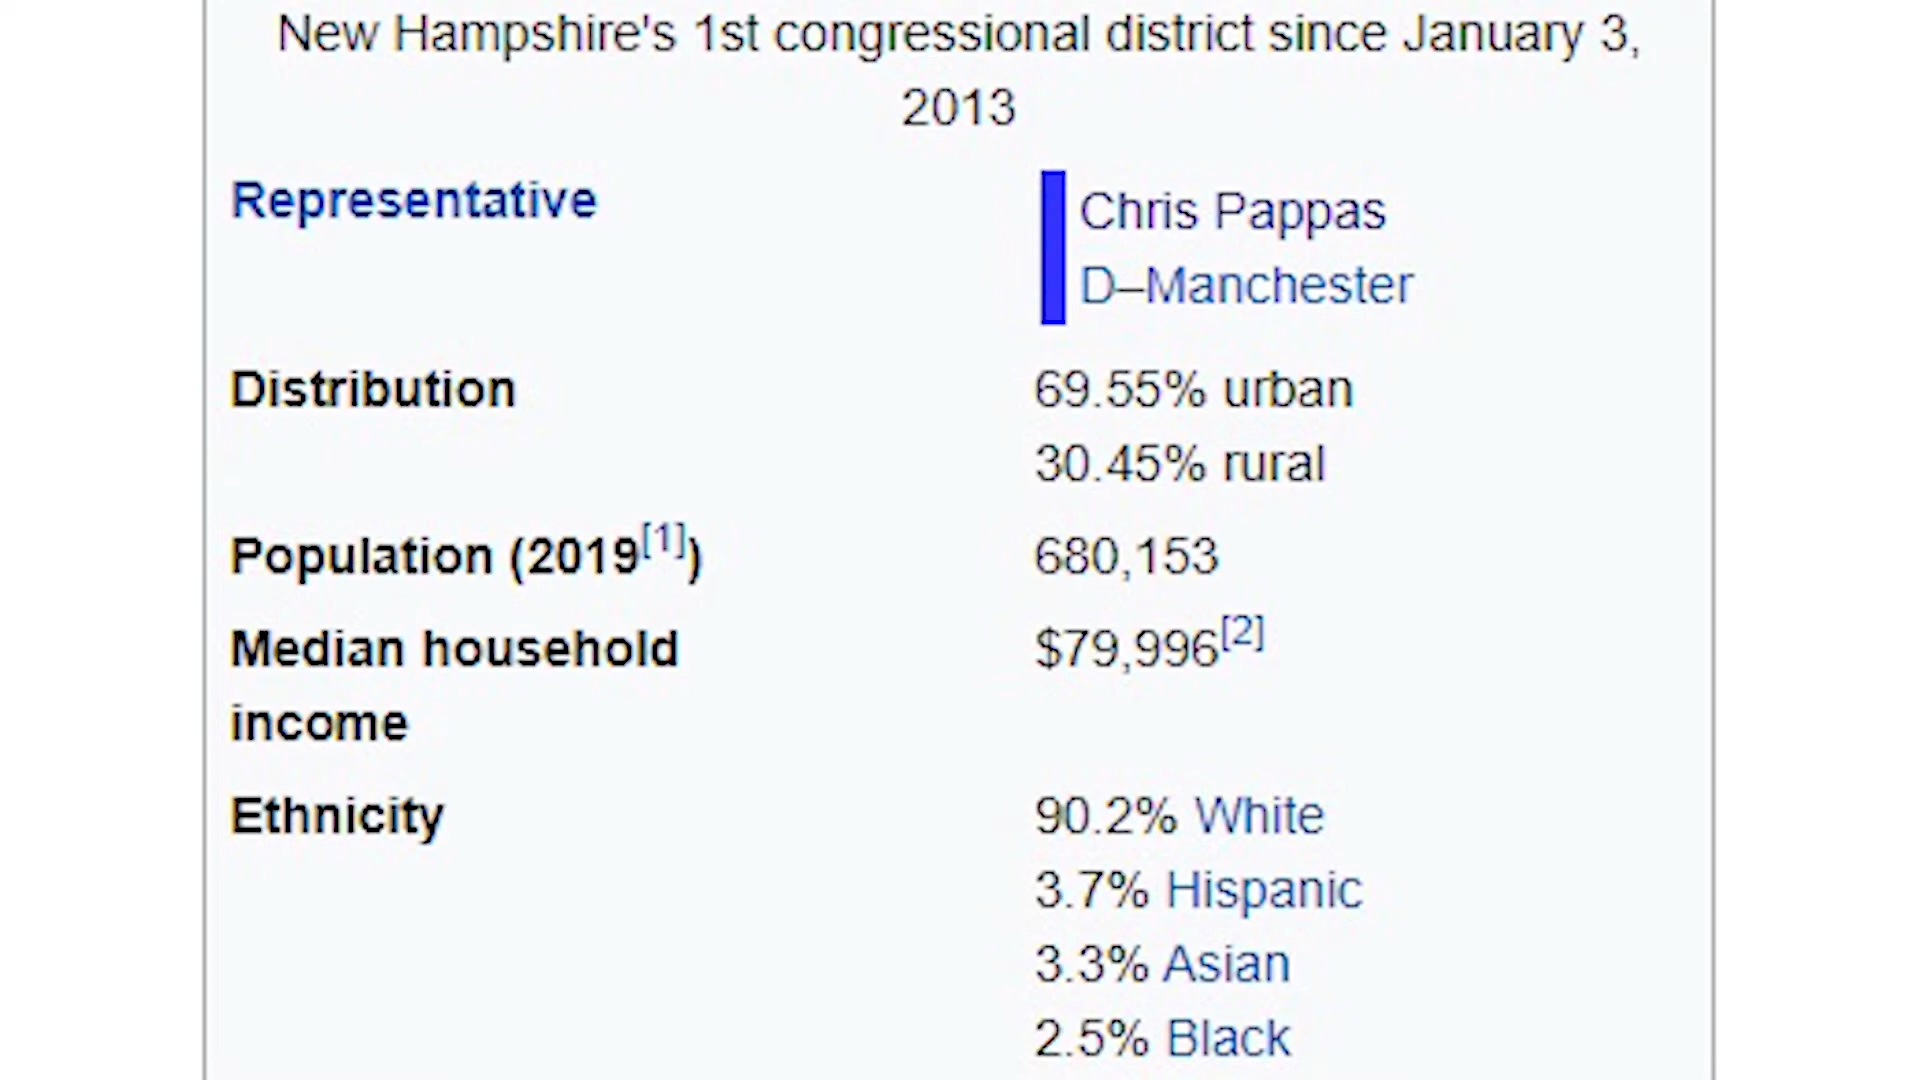 New Hampshire's 1st congressional district since January 3,
2013
Representative
Chris Pappas
D–Manchester
Distribution
69.55% urban
30.45% rural
Population (2019[1])
680,153
Median household
income
$79,996[2]
Ethnicity
90.2% White
3.7% Hispanic
3.3% Asian
2.5% Black